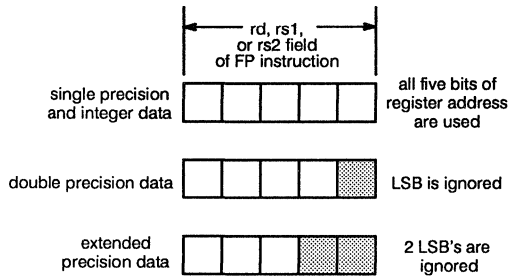 rd, rs1,
or rs2 field
of FP instruction
single precision
and integer data
all five bits of
register address
are used
double precision data
LSB is ignored
extended
precision data
2 LSB's are
ignored